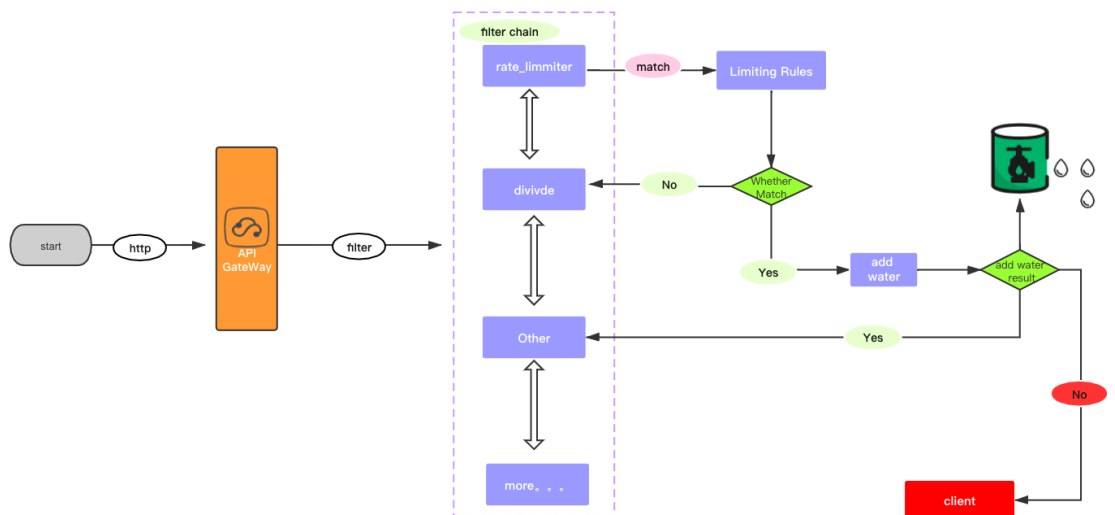 filter chain
rate_limmiter
match
Limiting Rules
divivde
No
Whether
Match
start
http
API
GateWay
filter
Yes
add
water
add water
result
Other
Yes
No
more。。。
client